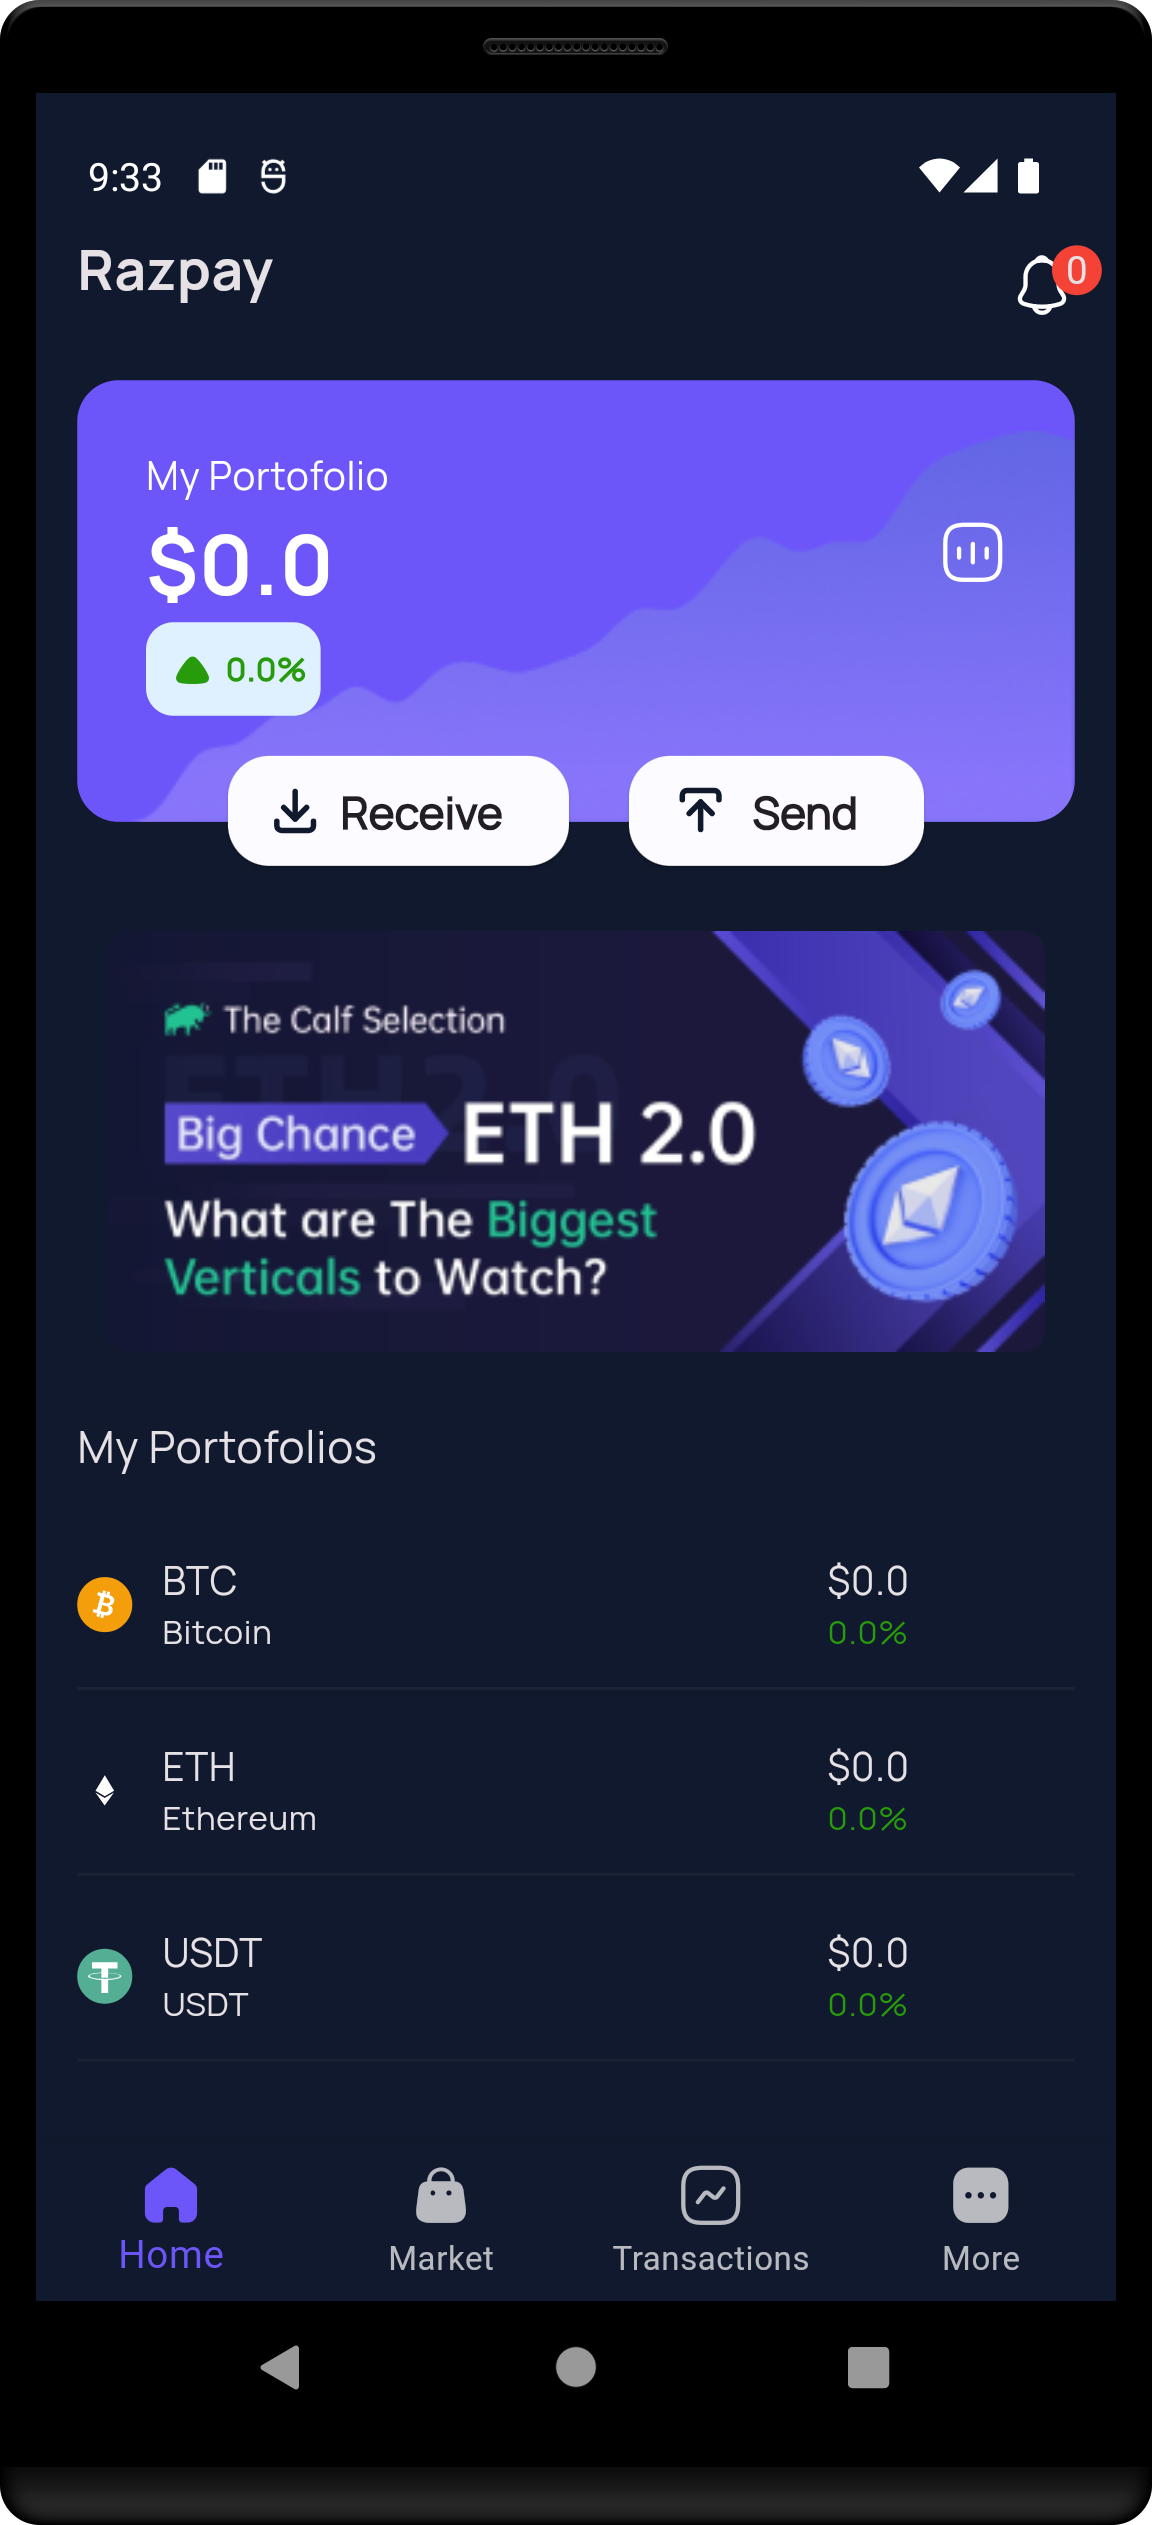 9:33
Razpay
0
My Portofolio
$0.0
0.0%
Receive
Send
The Calf Selection
ETH2.0
Big Chance
ETH 2.0
What are The Biggest
Verticals to Watch?
My Portofolios
BTC
$0.0
Bitcoin
0.0%
ETH
$0.0
Ethereum
0.0%
USDT
$0.0
USDT
0.0%
Home
Market
Transactions
More